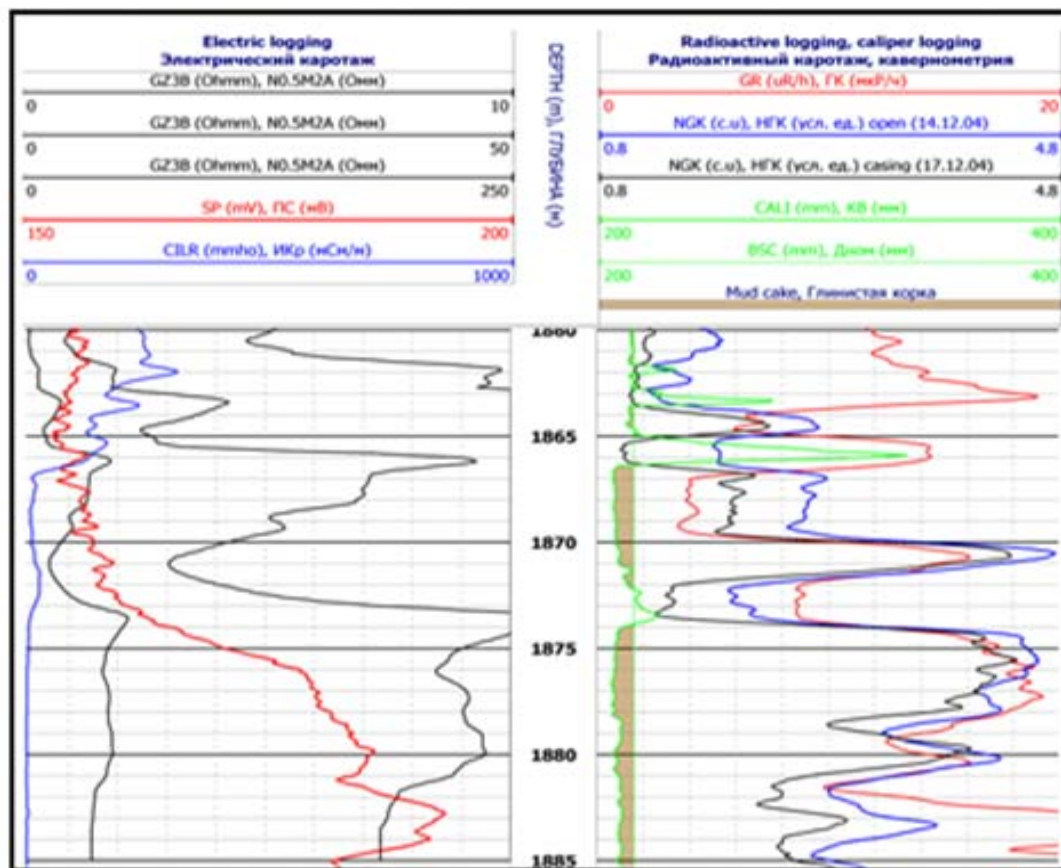 Electric logging
Электрический каротаж
GZ3B (Ohmm), N0.5M2A (Омм)
0 10
GZ3B (Ohmm), N0.5M2A (Омм)
0 50
GZ3B (Ohmm), N0.5M2A (Омм)
0 250
SP (mV), ПС (мВ)
150 200
CILR (mmho), ИКр (мСм/м)
0 1000
DEPTH (m), ГЛУБИНА (м)
Radioactive logging, caliper logging
Радиоактивный каротаж, кавернометрия
GR (uR/h), ГК (мкР/ч)
0 20
NGK (c.u), НГК (усл. ед.) open (14.12.04)
0.8 4.8
NGK (c.u), НГК (усл. ед.) casing (17.12.04)
0.8 4.8
CALI (mm), КВ (мм)
200 400
BSC (mm), Дном (мм)
200 400
Mud cake, Глинистая корка
1860
1865
1870
1875
1880
1885